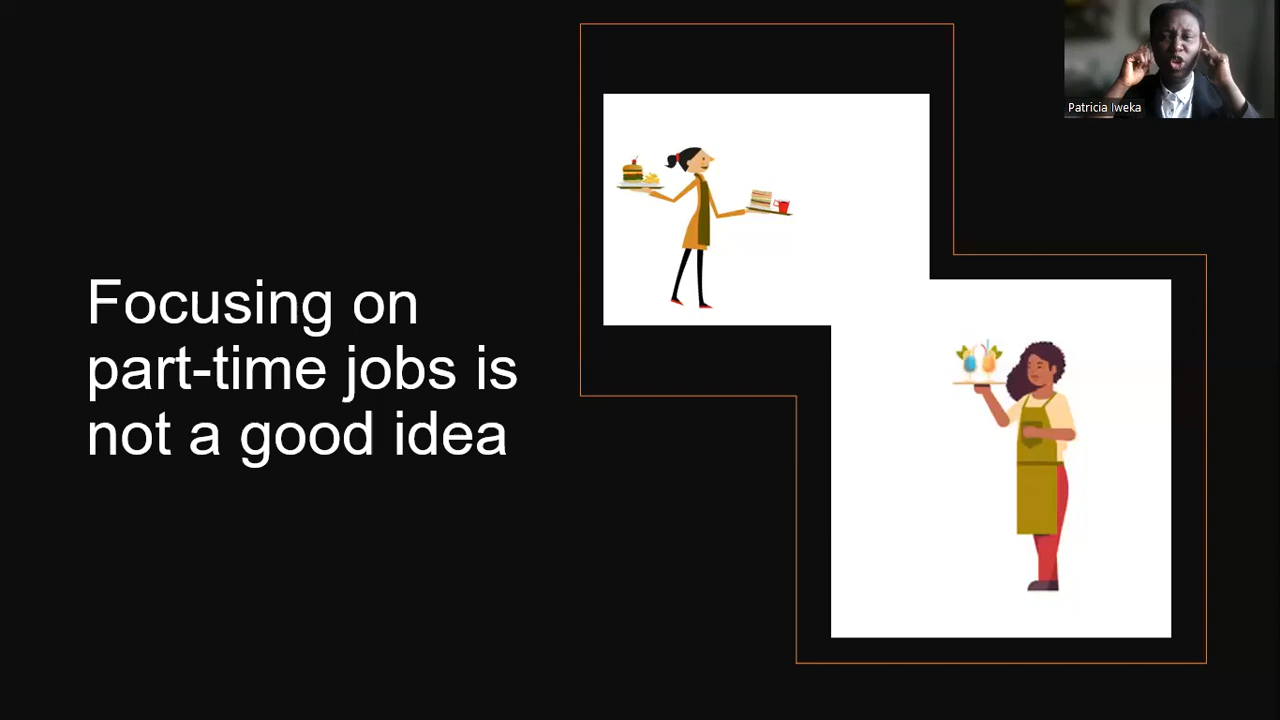 Patricia Iweka
Focusing on
part-time jobs is
not a good idea